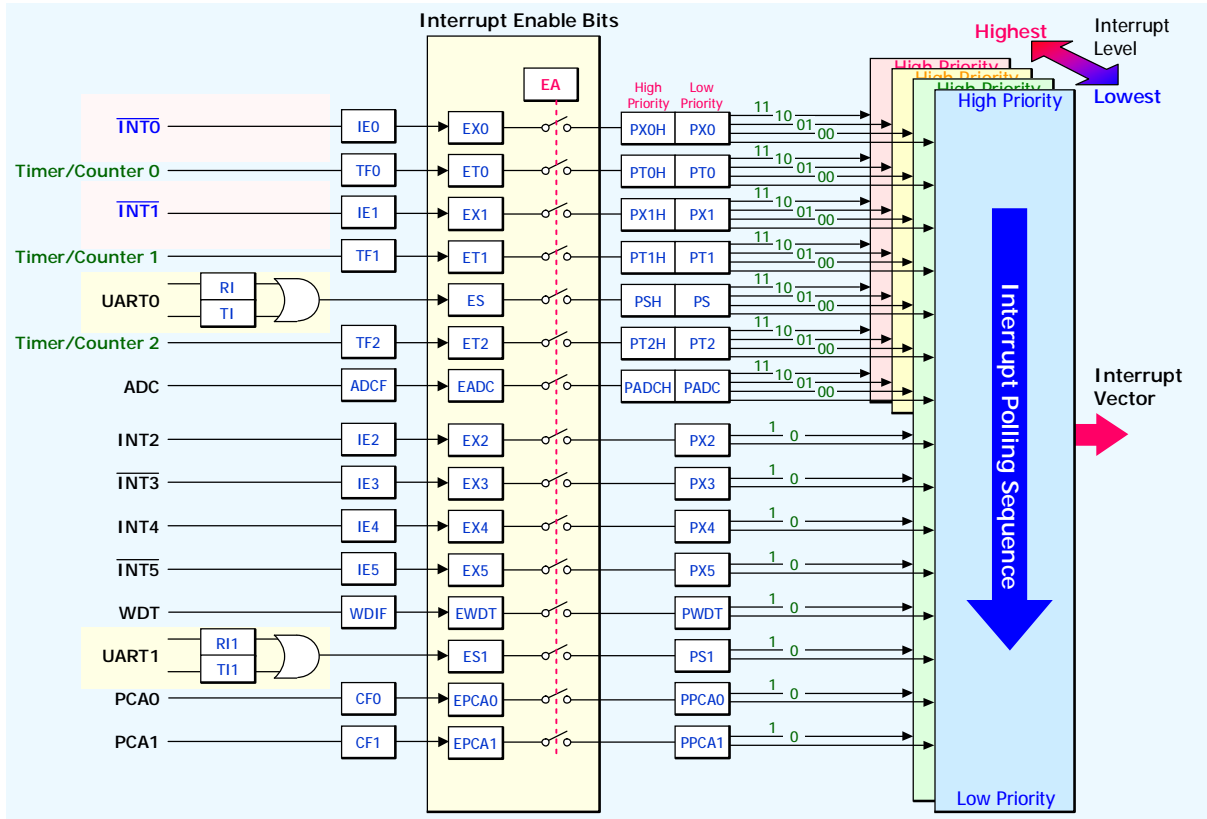 Interrupt Enable Bits
Highest
Interrupt Level
Lowest
EA
High Priority
Low Priority
High Priority
High Priority
High Priority
High Priority
INT0 IE0 EX0 PX0H PX0 11 10 01 00
Timer/Counter 0 TF0 ET0 PT0H PT0 11 10 01 00
INT1 IE1 EX1 PX1H PX1 11 10 01 00
Timer/Counter 1 TF1 ET1 PT1H PT1 11 10 01 00
UART0 RI TI ES PSH PS 11 10 01 00
Timer/Counter 2 TF2 ET2 PT2H PT2 11 10 01 00
ADC ADCF EADC PADCH PADC 11 10 01 00
INT2 IE2 EX2 PX2 1 0
INT3 IE3 EX3 PX3 1 0
INT4 IE4 EX4 PX4 1 0
INT5 IE5 EX5 PX5 1 0
WDT WDIF EWDT PWDT 1 0
UART1 RI1 TI1 ES1 PS1 1 0
PCA0 CF0 EPCA0 PPCA0 1 0
PCA1 CF1 EPCA1 PPCA1 1 0
Interrupt Polling Sequence
Interrupt Vector
Low Priority